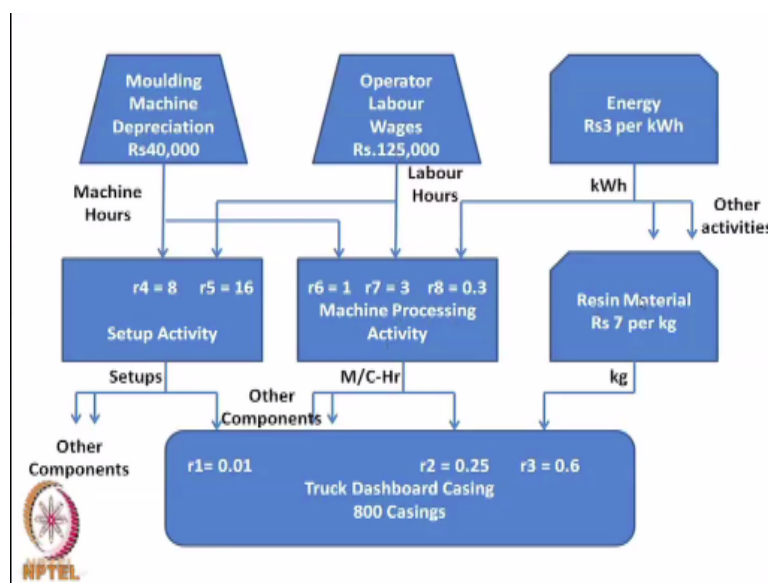 Moulding
Machine
Depreciation
Rs40,000
Operator
Labour
Wages
Rs.125,000
Energy
Rs3 per kWh
Machine
Hours
Labour
Hours
kWh
Other
activities
r4 = 8 r5 = 16
Setup Activity
r6 = 1 r7 = 3 r8 = 0.3
Machine Processing
Activity
Resin Material
Rs 7 per kg
Setups
M/C-Hr
kg
Other
Components
Other
Components
r1= 0.01 r2 = 0.25 r3 = 0.6
Truck Dashboard Casing
800 Casings
NPTEL